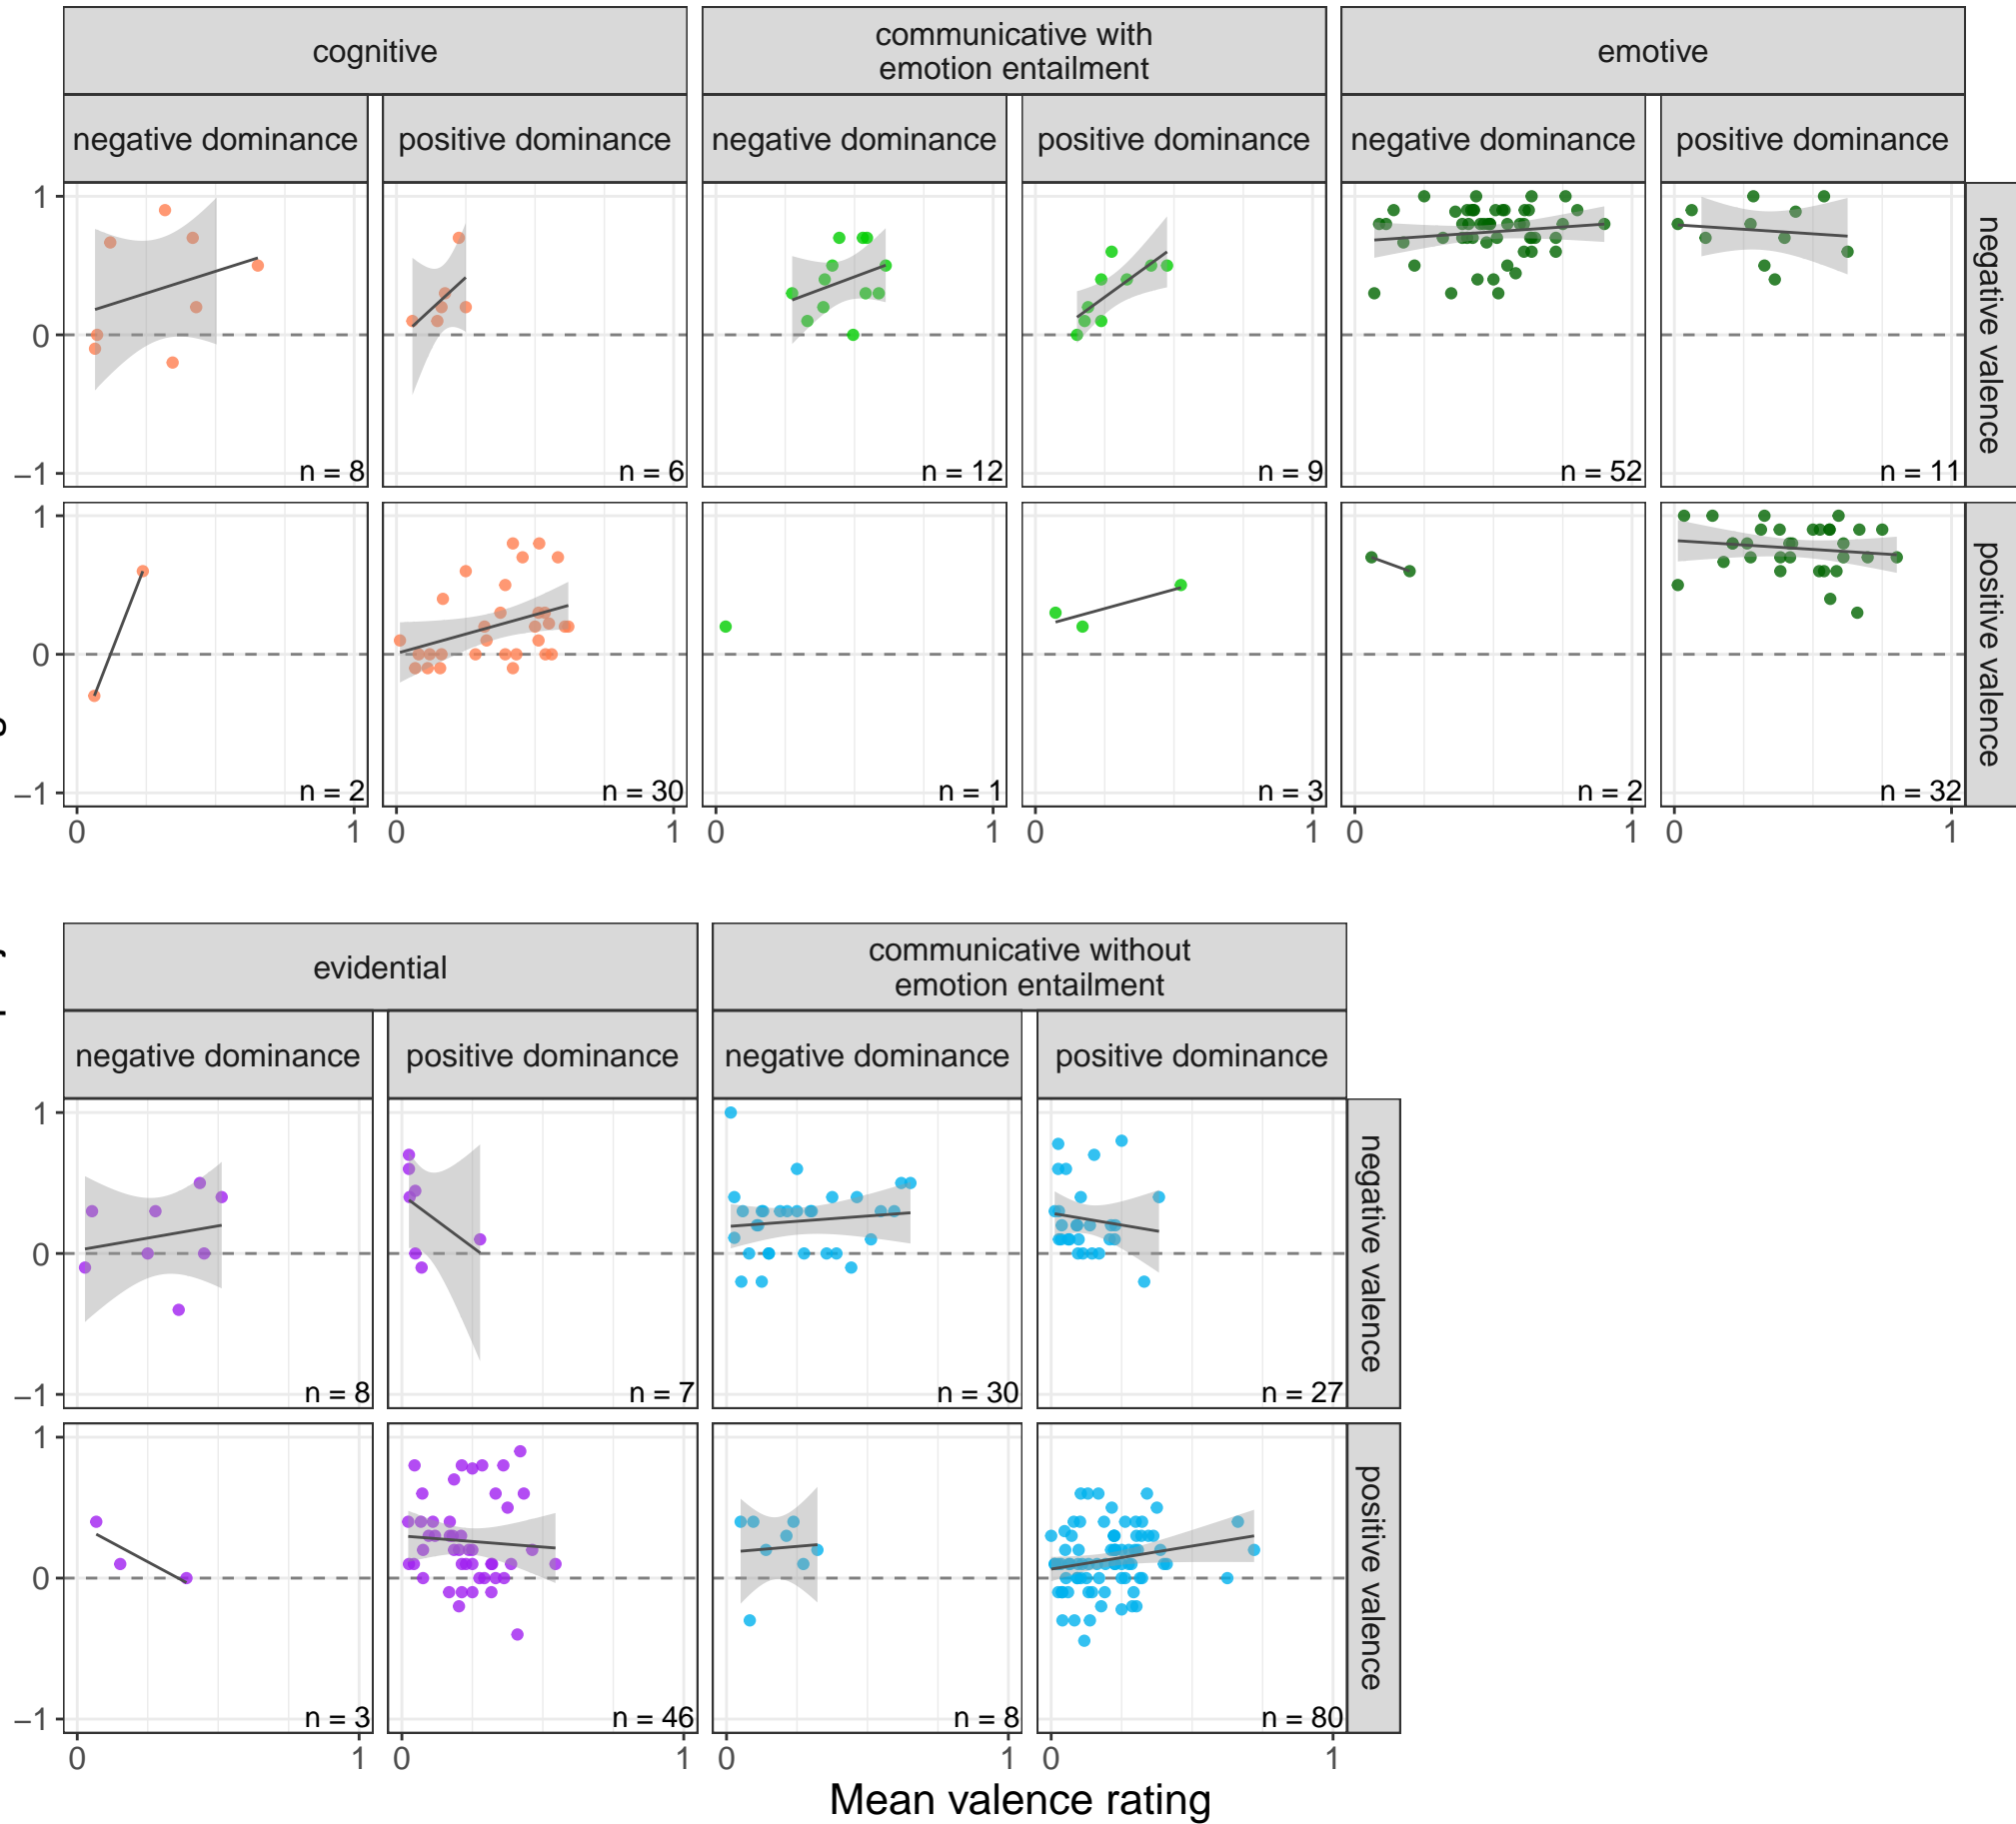 cognitive
communicative with
emotion entailment
emotive
negative dominance
positive dominance
negative dominance
positive dominance
negative dominance
positive dominance
1
0
−1
n = 8
n = 6
n = 12
n = 9
n = 52
n = 11
negative valence
1
0
−1
n = 2
n = 30
n = 1
n = 3
n = 2
n = 32
positive valence
0 1
0 1
0 1
0 1
0 1
0 1
evidential
communicative without
emotion entailment
negative dominance
positive dominance
negative dominance
positive dominance
1
0
−1
n = 8
n = 7
n = 30
n = 27
negative valence
1
0
−1
n = 3
n = 46
n = 8
n = 80
positive valence
0 1
0 1
0 1
0 1
Mean valence rating